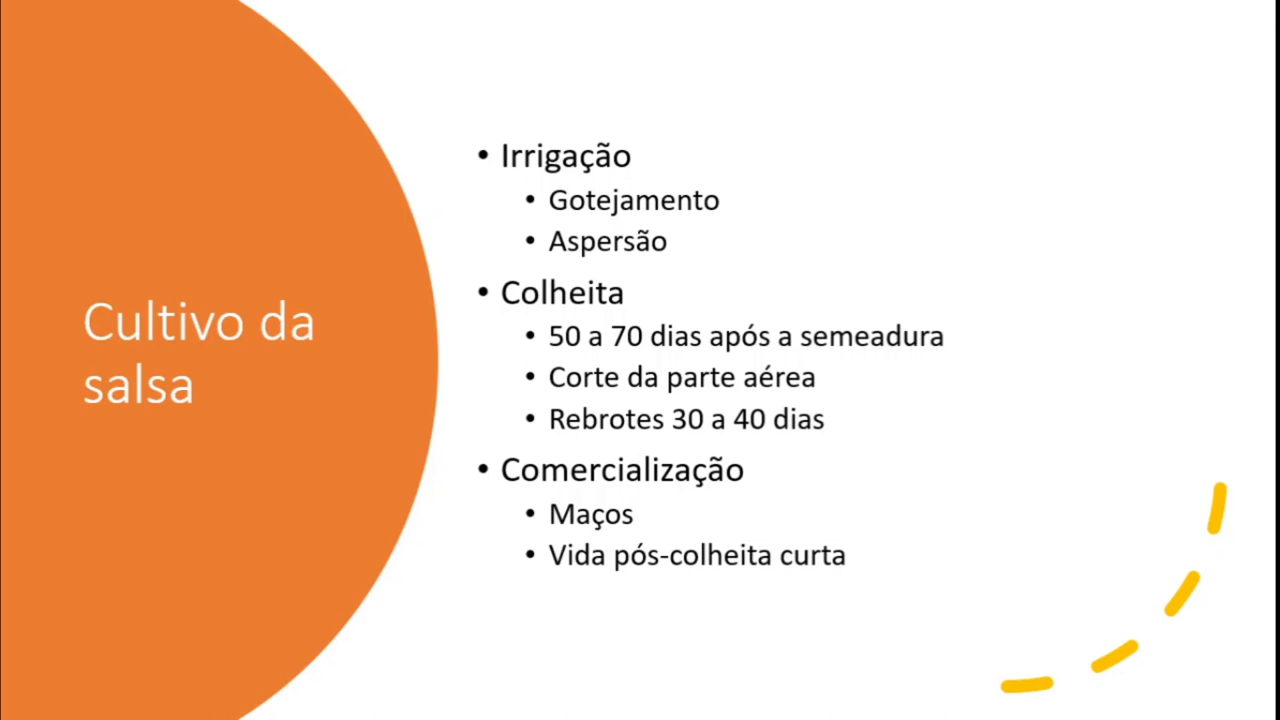 Cultivo da
salsa
• Irrigação
• Gotejamento
• Aspersão
• Colheita
• 50 a 70 dias após a semeadura
• Corte da parte aérea
• Rebrotes 30 a 40 dias
• Comercialização
• Maços
• Vida pós-colheita curta